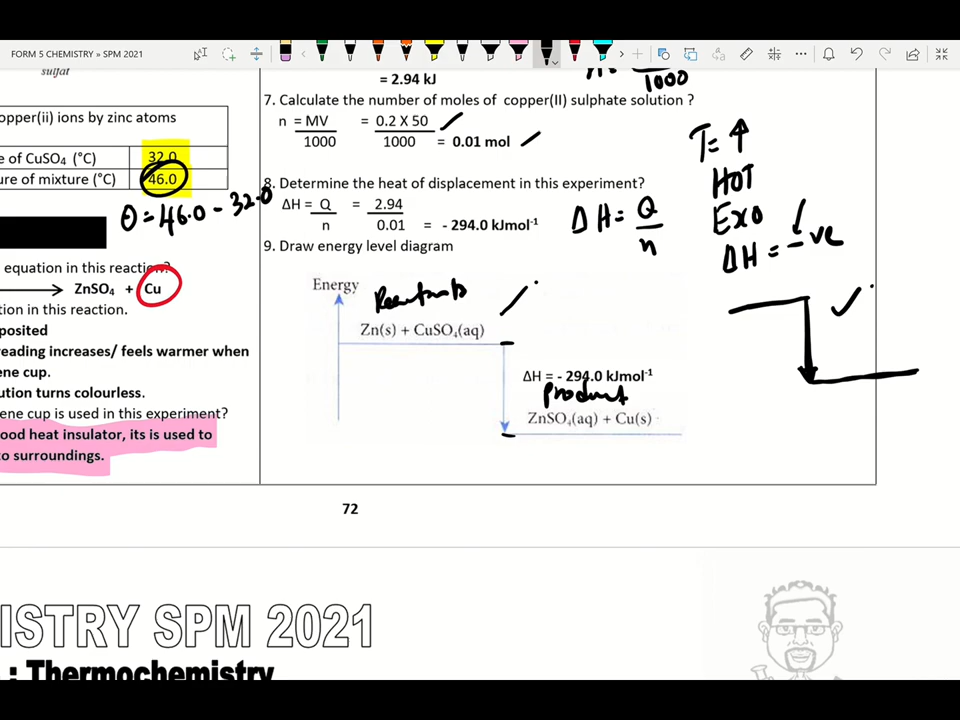 FORM 5 CHEMISTRY » SPM 2021
sulfat
opper(ii) ions by zinc atoms
e of CuSO₄ (°C) 32.0
ure of mixture (°C) 46.0
θ = 46.0 - 32.0
equation in this reaction?
ZnSO₄ + Cu
tion in this reaction.
posited
reading increases/ feels warmer when
ene cup.
ution turns colourless.
ene cup is used in this experiment?
ood heat insulator, its is used to
to surroundings.
= 2.94 kJ
1000
7. Calculate the number of moles of copper(II) sulphate solution ?
n = MV = 0.2 X 50
1000 1000 = 0.01 mol
8. Determine the heat of displacement in this experiment?
ΔH = Q = 2.94
n 0.01 = - 294.0 kJmol⁻¹
ΔH = Q
n
T = ↑
HOT
Exo
ΔH = -ve
9. Draw energy level diagram
Energy
Reactants
Zn(s) + CuSO₄(aq)
ΔH = - 294.0 kJmol⁻¹
Product
ZnSO₄(aq) + Cu(s)
72
MISTRY SPM 2021
: Thermochemistry